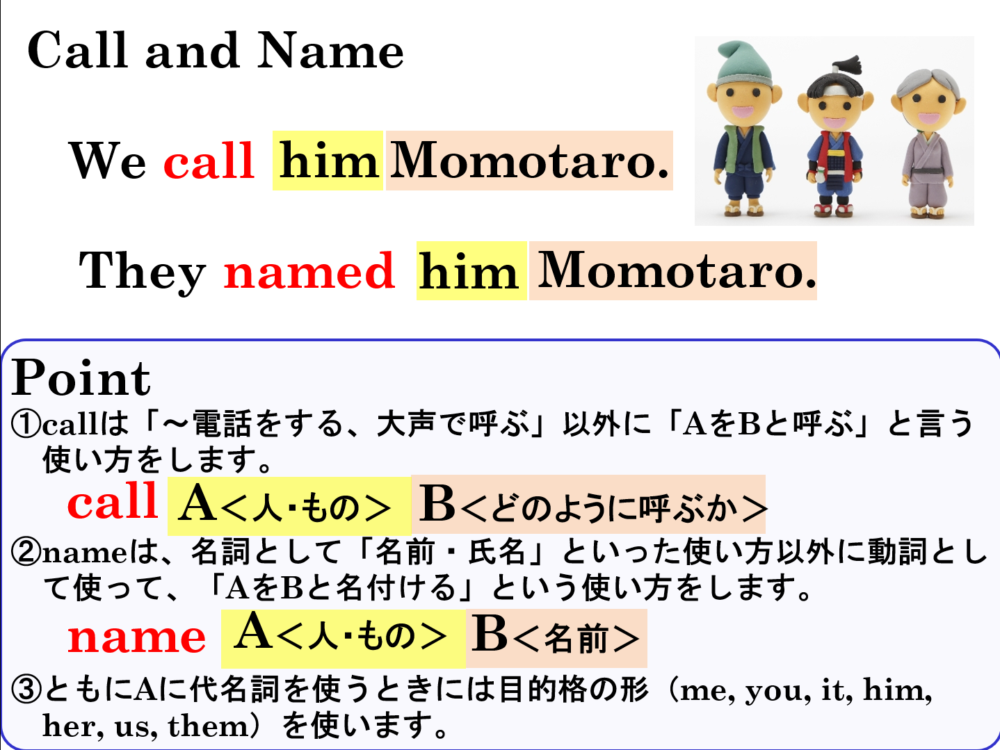 Call and Name
We call him Momotaro.
They named him Momotaro.
Point
①callは「～電話をする、大声で呼ぶ」以外に「AをBと呼ぶ」と言う
使い方をします。
call A＜人・もの＞ B＜どのように呼ぶか＞
②nameは、名詞として「名前・氏名」といった使い方以外に動詞とし
て使って、「AをBと名付ける」という使い方をします。
name A＜人・もの＞ B＜名前＞
③ともにAに代名詞を使うときには目的格の形（me, you, it, him,
her, us, them）を使います。